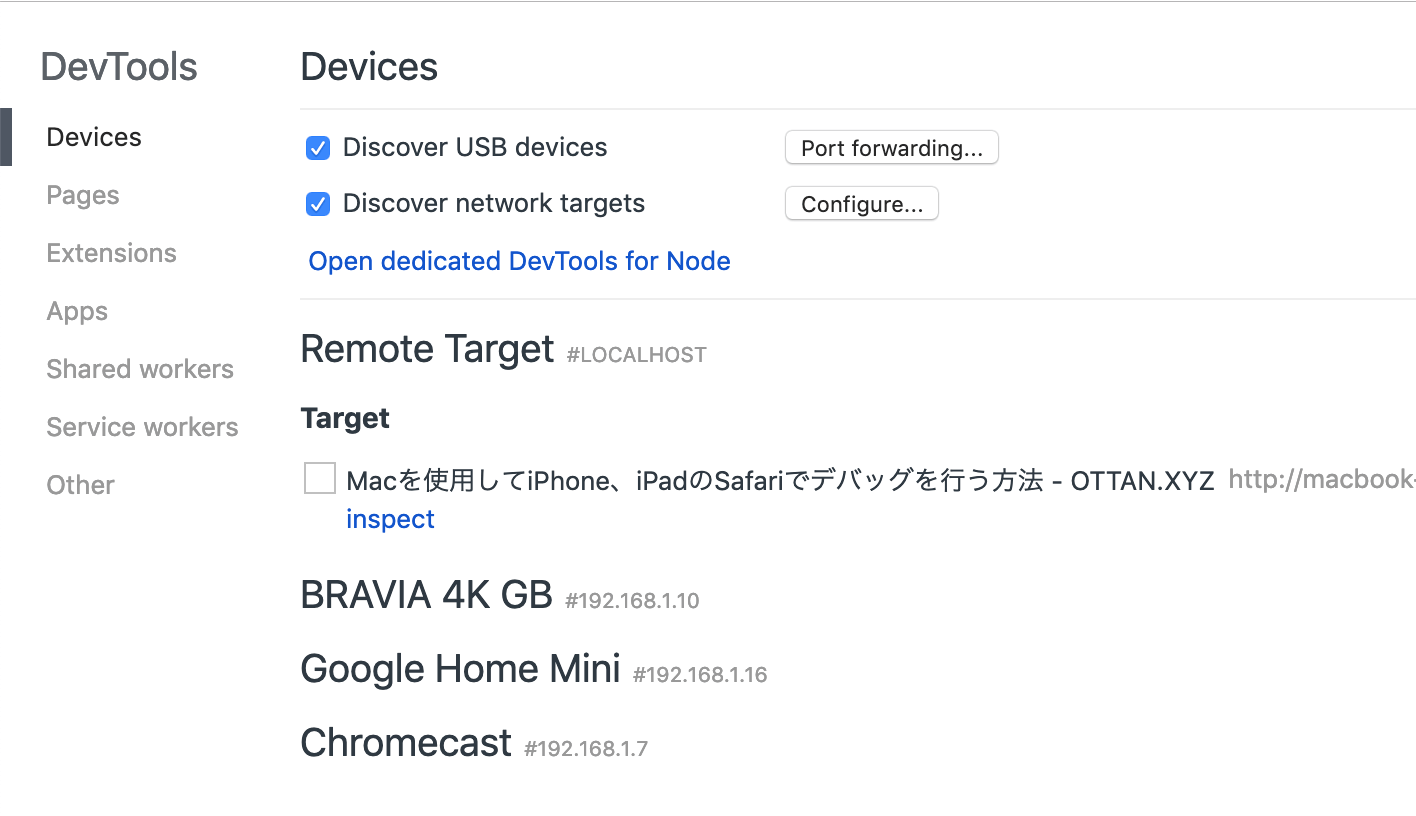 DevTools
Devices
Pages
Extensions
Apps
Shared workers
Service workers
Other
Devices
Discover USB devices Port forwarding...
Discover network targets Configure...
Open dedicated DevTools for Node
Remote Target #LOCALHOST
Target
Macを使用してiPhone、iPadのSafariでデバッグを行う方法 - OTTAN.XYZ http://macbook-
inspect
BRAVIA 4K GB #192.168.1.10
Google Home Mini #192.168.1.16
Chromecast #192.168.1.7